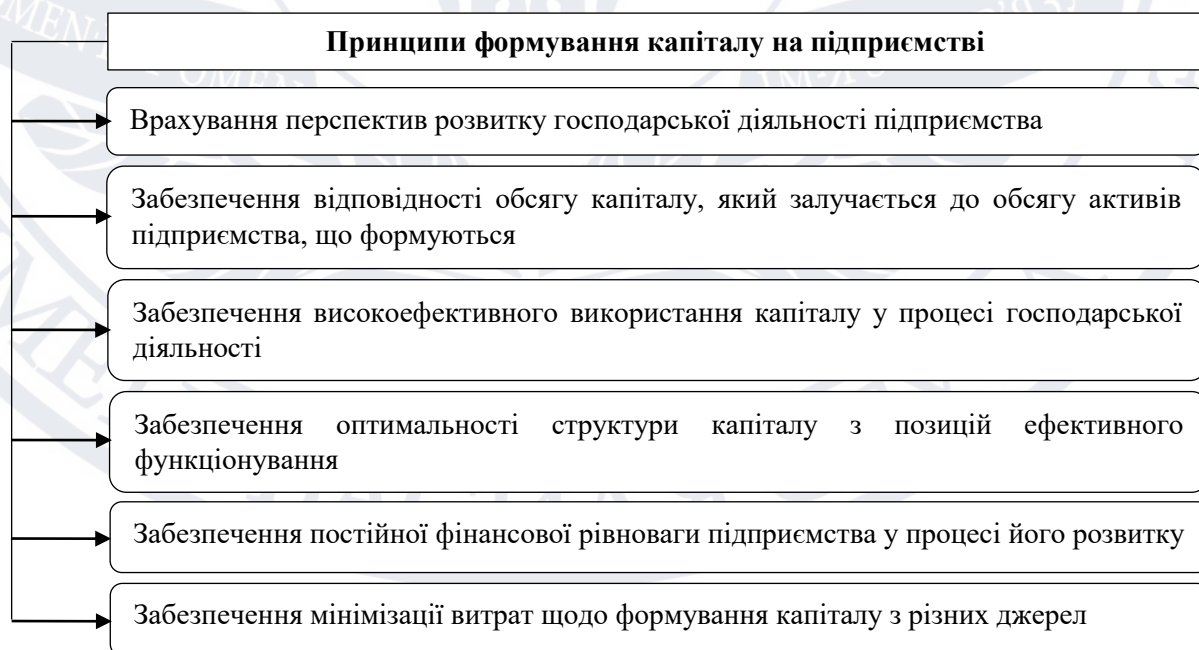 Принципи формування капіталу на підприємстві
Врахування перспектив розвитку господарської діяльності підприємства
Забезпечення відповідності обсягу капіталу, який залучається до обсягу активів
підприємства, що формуються
Забезпечення високоефективного використання капіталу у процесі господарської
діяльності
Забезпечення оптимальності структури капіталу з позицій ефективного
функціонування
Забезпечення постійної фінансової рівноваги підприємства у процесі його розвитку
Забезпечення мінімізації витрат щодо формування капіталу з різних джерел